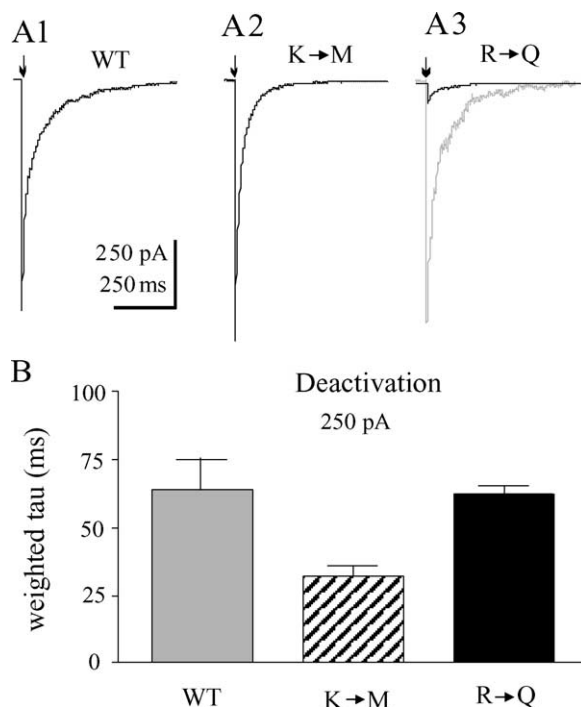 A1
WT
A2
K→M
A3
R→Q
250 pA
250 ms
B
Deactivation
250 pA
weighted tau (ms)
100
75
50
25
0
WT
K→M
R→Q